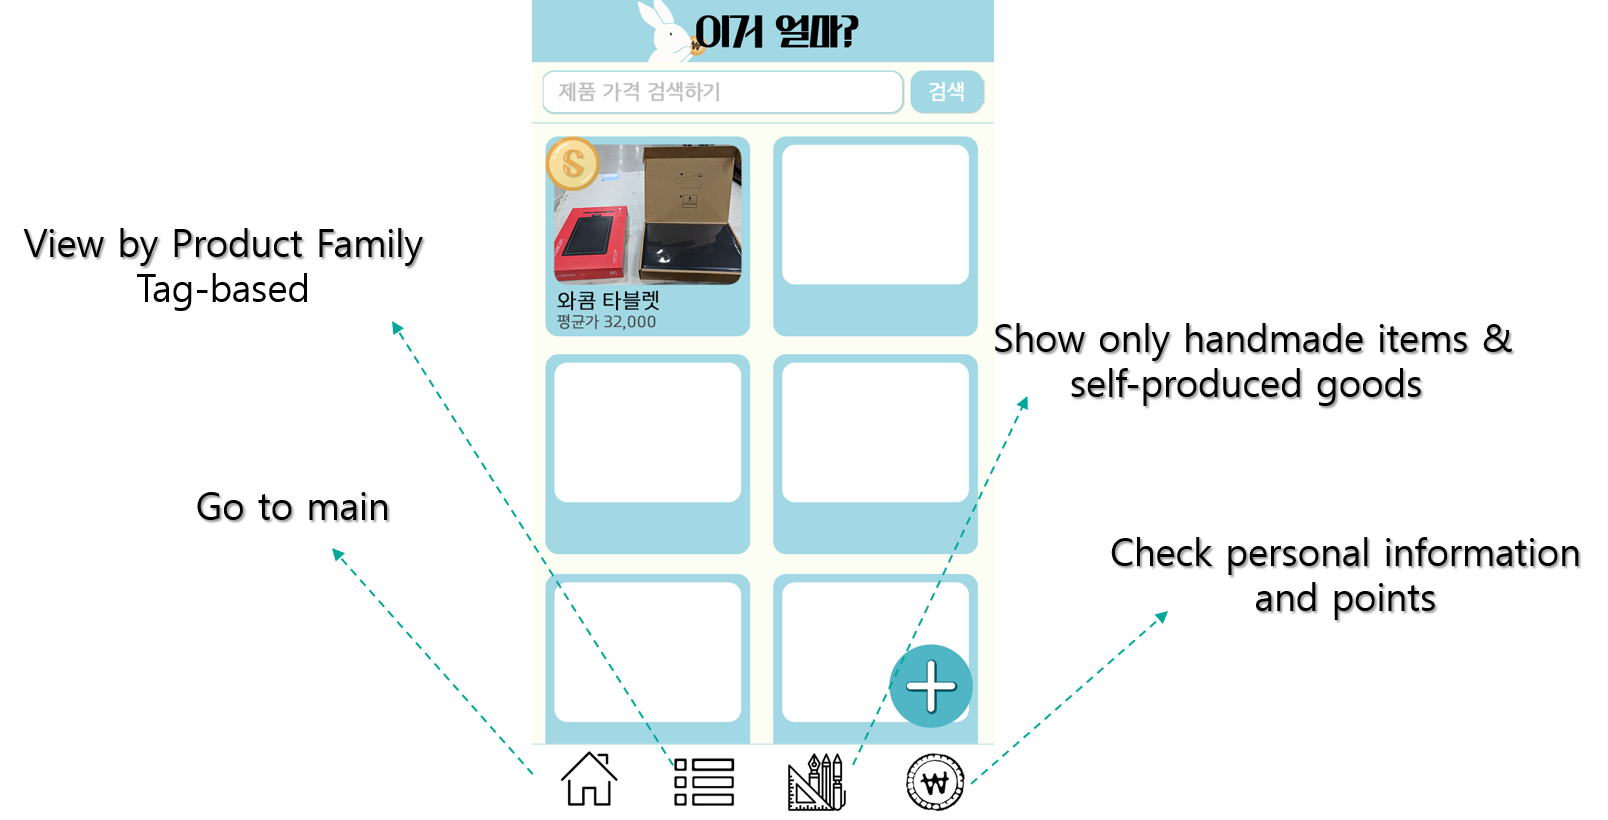 이거 얼마?
제품 가격 검색하기
검색
S
와콤 타블렛
평균가 32,000
View by Product Family
Tag-based
Show only handmade items &
self-produced goods
Go to main
Check personal information
and points
₩